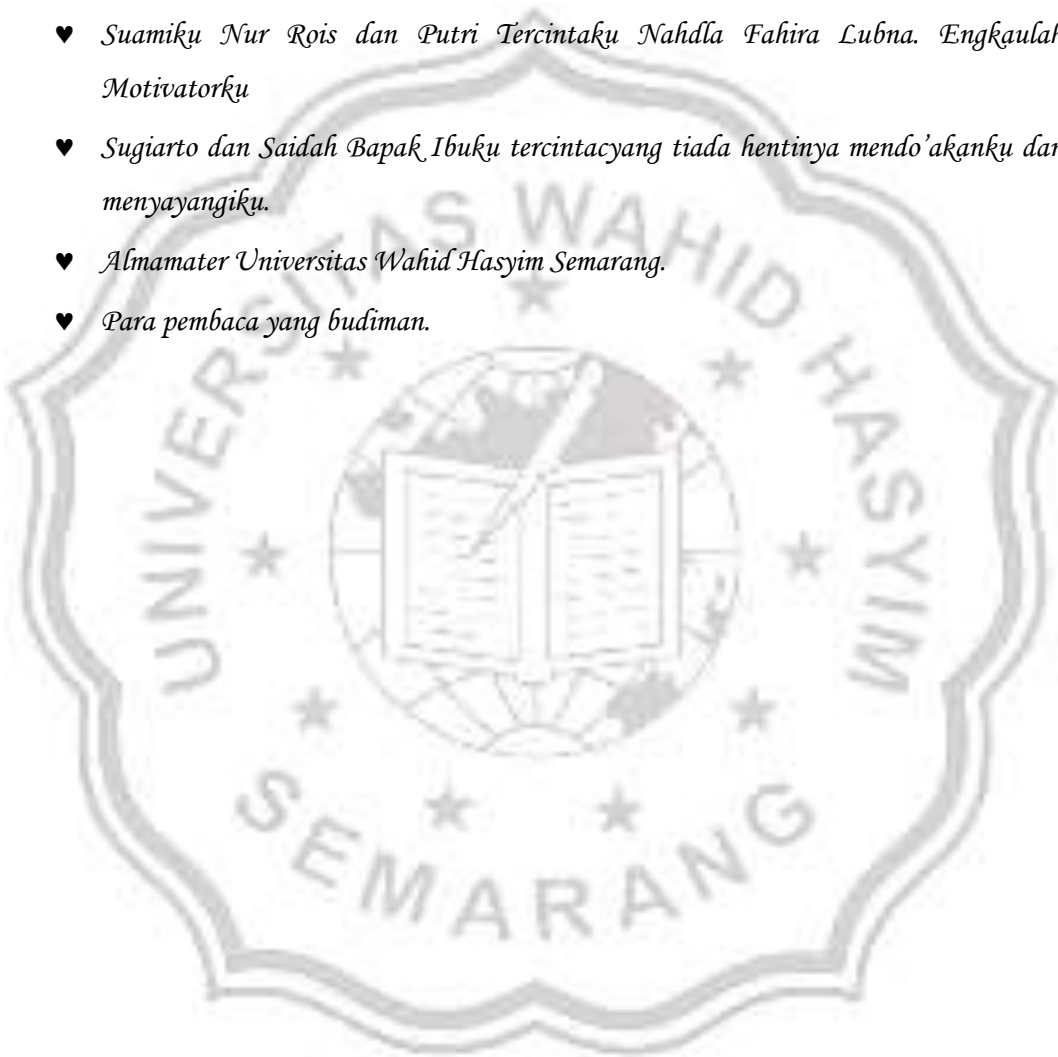 ♥ Suamiku Nur Rois dan Putri Tercintaku Nahdla Fahira Lubna. Engkaulah
Motivatorku
♥ Sugiarto dan Saidah Bapak Ibuku tercintacyang tiada hentinya mendo'akanku dan
menyayangiku.
♥ Almamater Universitas Wahid Hasyim Semarang.
♥ Para pembaca yang budiman.
UNIVERSITAS WAHID HASYIM
SEMARANG